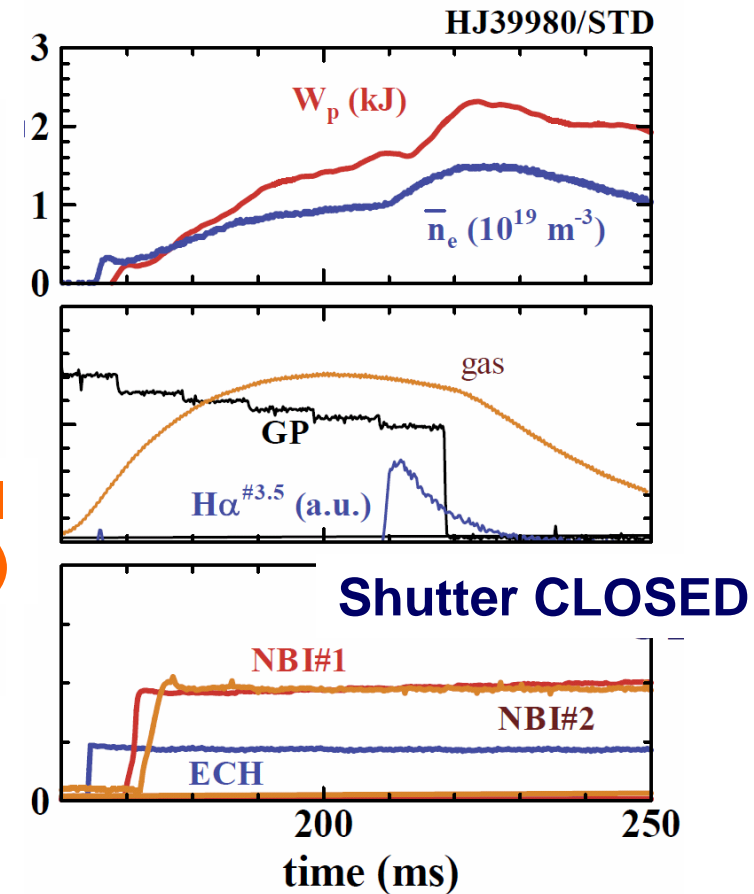 HJ39980/STD
3
W_p (kJ)
2
1
n̅_e (10^19 m^-3)
0
gas
GP
Hα^#3.5 (a.u.)
Shutter CLOSED
NBI#1
NBI#2
ECH
0
200
250
time (ms)